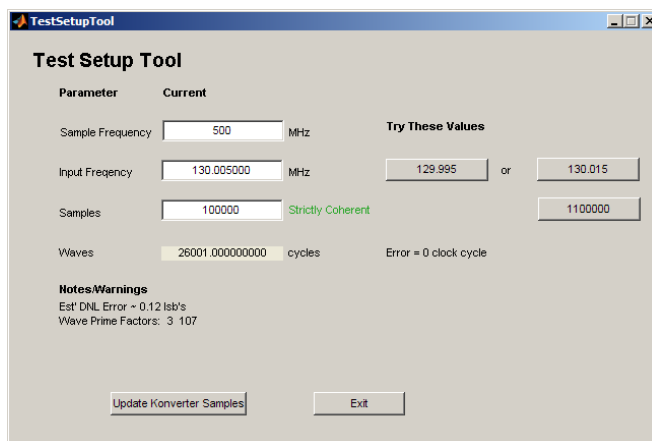 TestSetupTool
Test Setup Tool
Parameter Current
Sample Frequency 500 MHz Try These Values
Input Freqency 130.005000 MHz 129.995 or 130.015
Samples 100000 Strictly Coherent 1100000
Waves 26001.000000000 cycles Error = 0 clock cycle
Notes/Warnings
Est' DNL Error ~ 0.12 lsb's
Wave Prime Factors: 3 107
Update Konverter Samples Exit